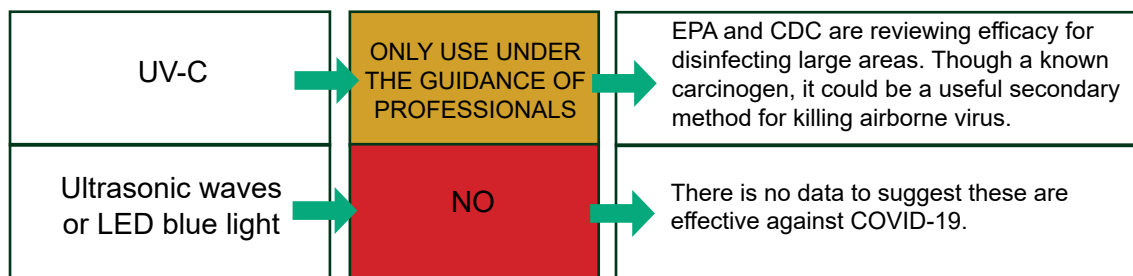 UV-C
ONLY USE UNDER
THE GUIDANCE OF
PROFESSIONALS
EPA and CDC are reviewing efficacy for
disinfecting large areas. Though a known
carcinogen, it could be a useful secondary
method for killing airborne virus.
Ultrasonic waves
or LED blue light
NO
There is no data to suggest these are
effective against COVID-19.